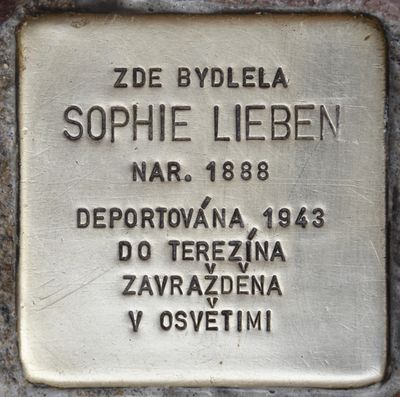 ZDE BYDLELA
SOPHIE LIEBEN
NAR. 1888
DEPORTOVÁNA 1943
DO TEREZÍNA
ZAVRAŽDĚNA
V OSVĚTIMI